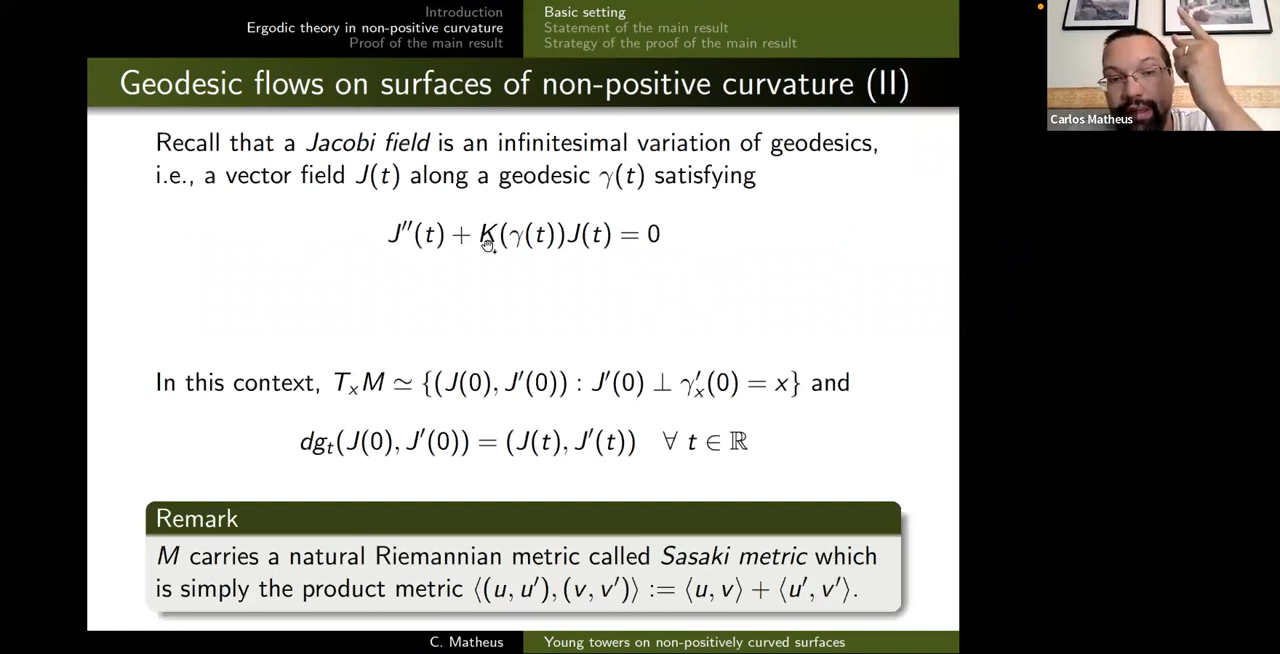 Introduction
Ergodic theory in non-positive curvature
Proof of the main result
Basic setting
Statement of the main result
Strategy of the proof of the main result
Geodesic flows on surfaces of non-positive curvature (II)
Recall that a Jacobi field is an infinitesimal variation of geodesics,
i.e., a vector field J(t) along a geodesic γ(t) satisfying
J′′(t) + K(γ(t))J(t) = 0
In this context, TₓM ≃ {(J(0), J′(0)) : J′(0) ⊥ γ′ₓ(0) = x} and
dgₜ(J(0), J′(0)) = (J(t), J′(t)) ∀ t ∈ ℝ
Remark
M carries a natural Riemannian metric called Sasaki metric which
is simply the product metric ⟨(u, u′), (v, v′)⟩ := ⟨u, v⟩ + ⟨u′, v′⟩.
C. Matheus
Young towers on non-positively curved surfaces
Carlos Matheus